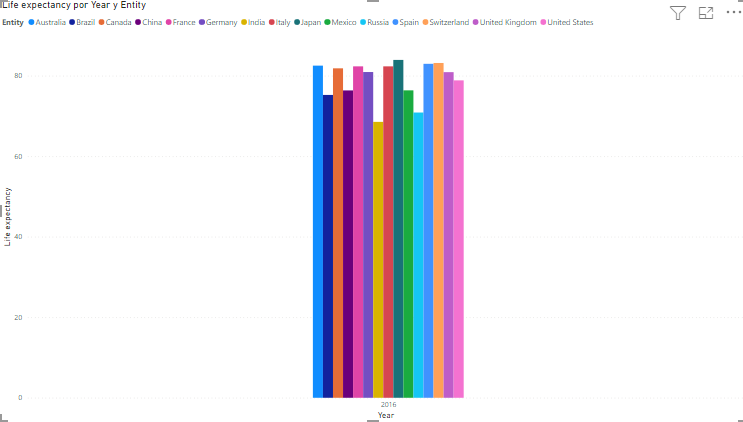 Life expectancy por Year y Entity
Entity Australia Brazil Canada China France Germany India Italy Japan Mexico Russia Spain Switzerland United Kingdom United States
80
60
40
20
0
Life expectancy
2016
Year